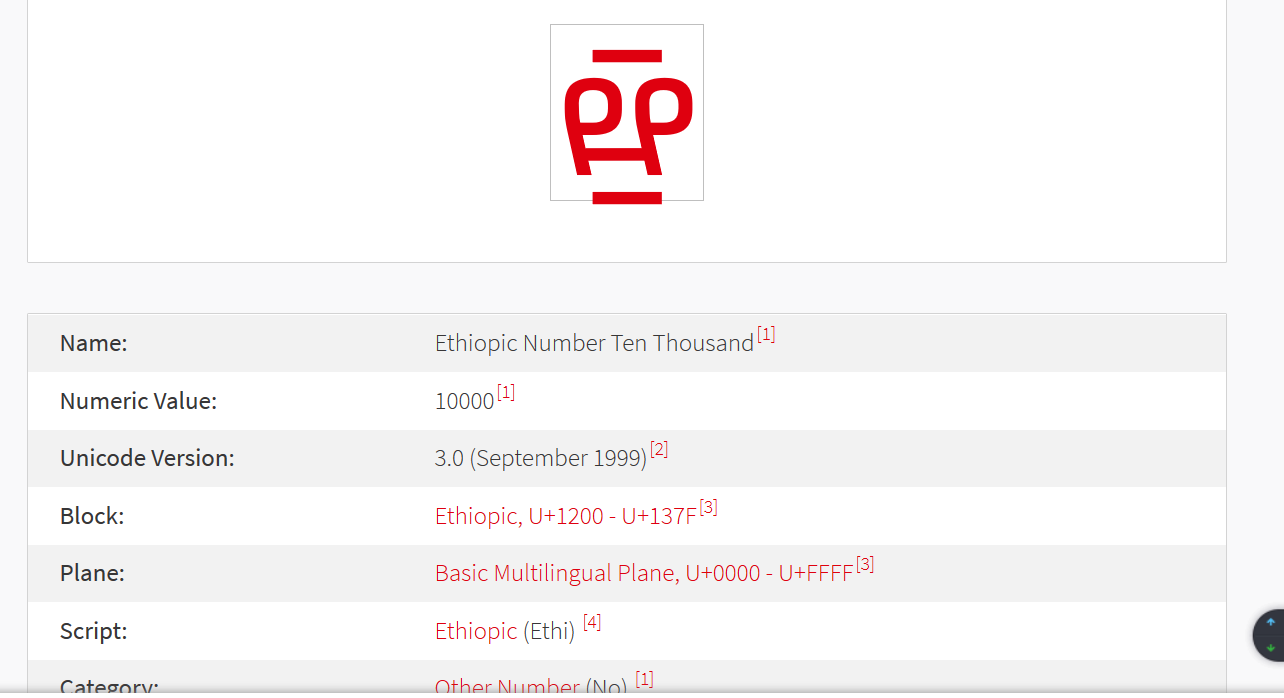 ፼
Name: Ethiopic Number Ten Thousand[1]
Numeric Value: 10000[1]
Unicode Version: 3.0 (September 1999)[2]
Block: Ethiopic, U+1200 - U+137F[3]
Plane: Basic Multilingual Plane, U+0000 - U+FFFF[3]
Script: Ethiopic (Ethi) [4]
Category: Other Number (No) [1]